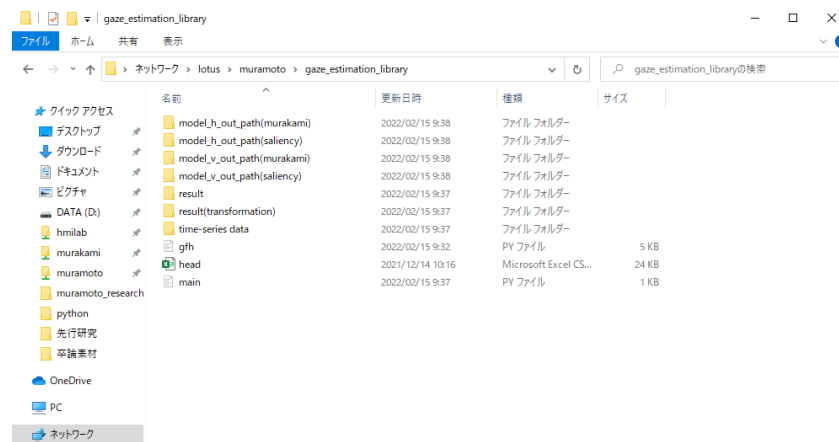 gaze_estimation_library
ファイル ホーム 共有 表示
ネットワーク › lotus › muramoto › gaze_estimation_library
gaze_estimation_libraryの検索
クイック アクセス
デスクトップ
ダウンロード
ドキュメント
ピクチャ
DATA (D:)
hmilab
murakami
muramoto
muramoto_research
python
先行研究
卒論素材
OneDrive
PC
ネットワーク
名前 更新日時 種類 サイズ
model_h_out_path(murakami) 2022/02/15 9:38 ファイル フォルダー
model_h_out_path(saliency) 2022/02/15 9:38 ファイル フォルダー
model_v_out_path(murakami) 2022/02/15 9:38 ファイル フォルダー
model_v_out_path(saliency) 2022/02/15 9:38 ファイル フォルダー
result 2022/02/15 9:37 ファイル フォルダー
result(transformation) 2022/02/15 9:37 ファイル フォルダー
time-series data 2022/02/15 9:37 ファイル フォルダー
gfh 2022/02/15 9:32 PY ファイル 5 KB
head 2021/12/14 10:16 Microsoft Excel CS... 24 KB
main 2022/02/15 9:37 PY ファイル 1 KB